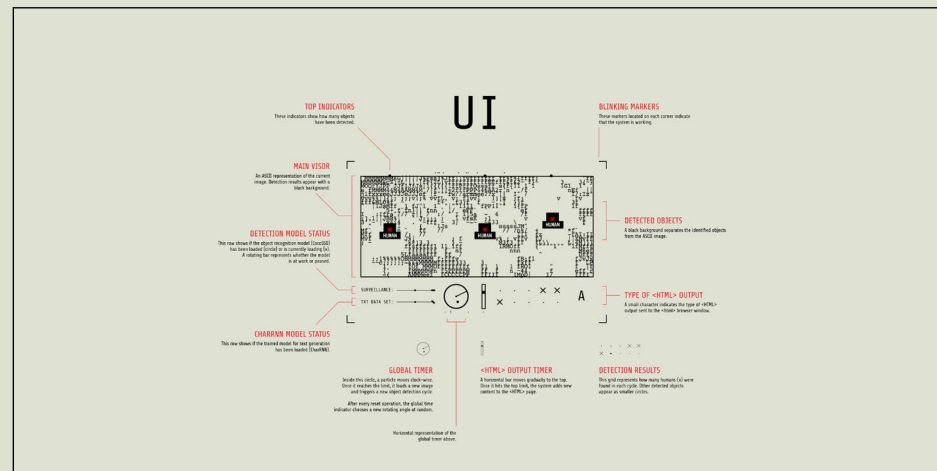 UI
TOP INDICATORS
These indicators show how many objects
have been detected.
BLINKING MARKERS
These markers located on each corner indicate
that the system is working.
MAIN VISOR
An ASCII representation of the current
image. Detection results appear with a
black background.
HUMAN
HUMAN
HUMAN
DETECTED OBJECTS
A black background separates the identified objects
from the ASCII image.
DETECTION MODEL STATUS
This row shows if the object recognition model (CocoSSD)
has been loaded (circle) or is currently loading (x).
A rotating bar represents whether the model
is at work or paused.
SURVEILLANCE:
TXT DATA SET:
A
TYPE OF <HTML> OUTPUT
A small character indicates the type of <HTML>
output sent to the <html> browser window.
CHARRNN MODEL STATUS
This row shows if the trained model for text generation
has been loaded (CharRNN).
GLOBAL TIMER
Inside this circle, a particle moves clock-wise.
Once it reaches the limit, it loads a new image
and triggers a new object detection cycle.
After every reset operation, the global time
indicator chooses a new rotating angle at random.
<HTML> OUTPUT TIMER
A horizontal bar moves gradually to the top.
Once it hits the top limit, the system adds new
content to the <HTML> page.
DETECTION RESULTS
This grid represents how many humans [x] were
found in each cycle. Other detected objects
appear as smaller circles.
Horizontal representation of the
global timer above.